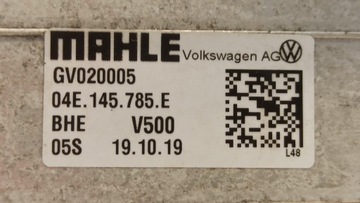 MAHLE Volkswagen AG
GV020005
04E.145.785.E
BHE V500
05S 19.10.19
L48